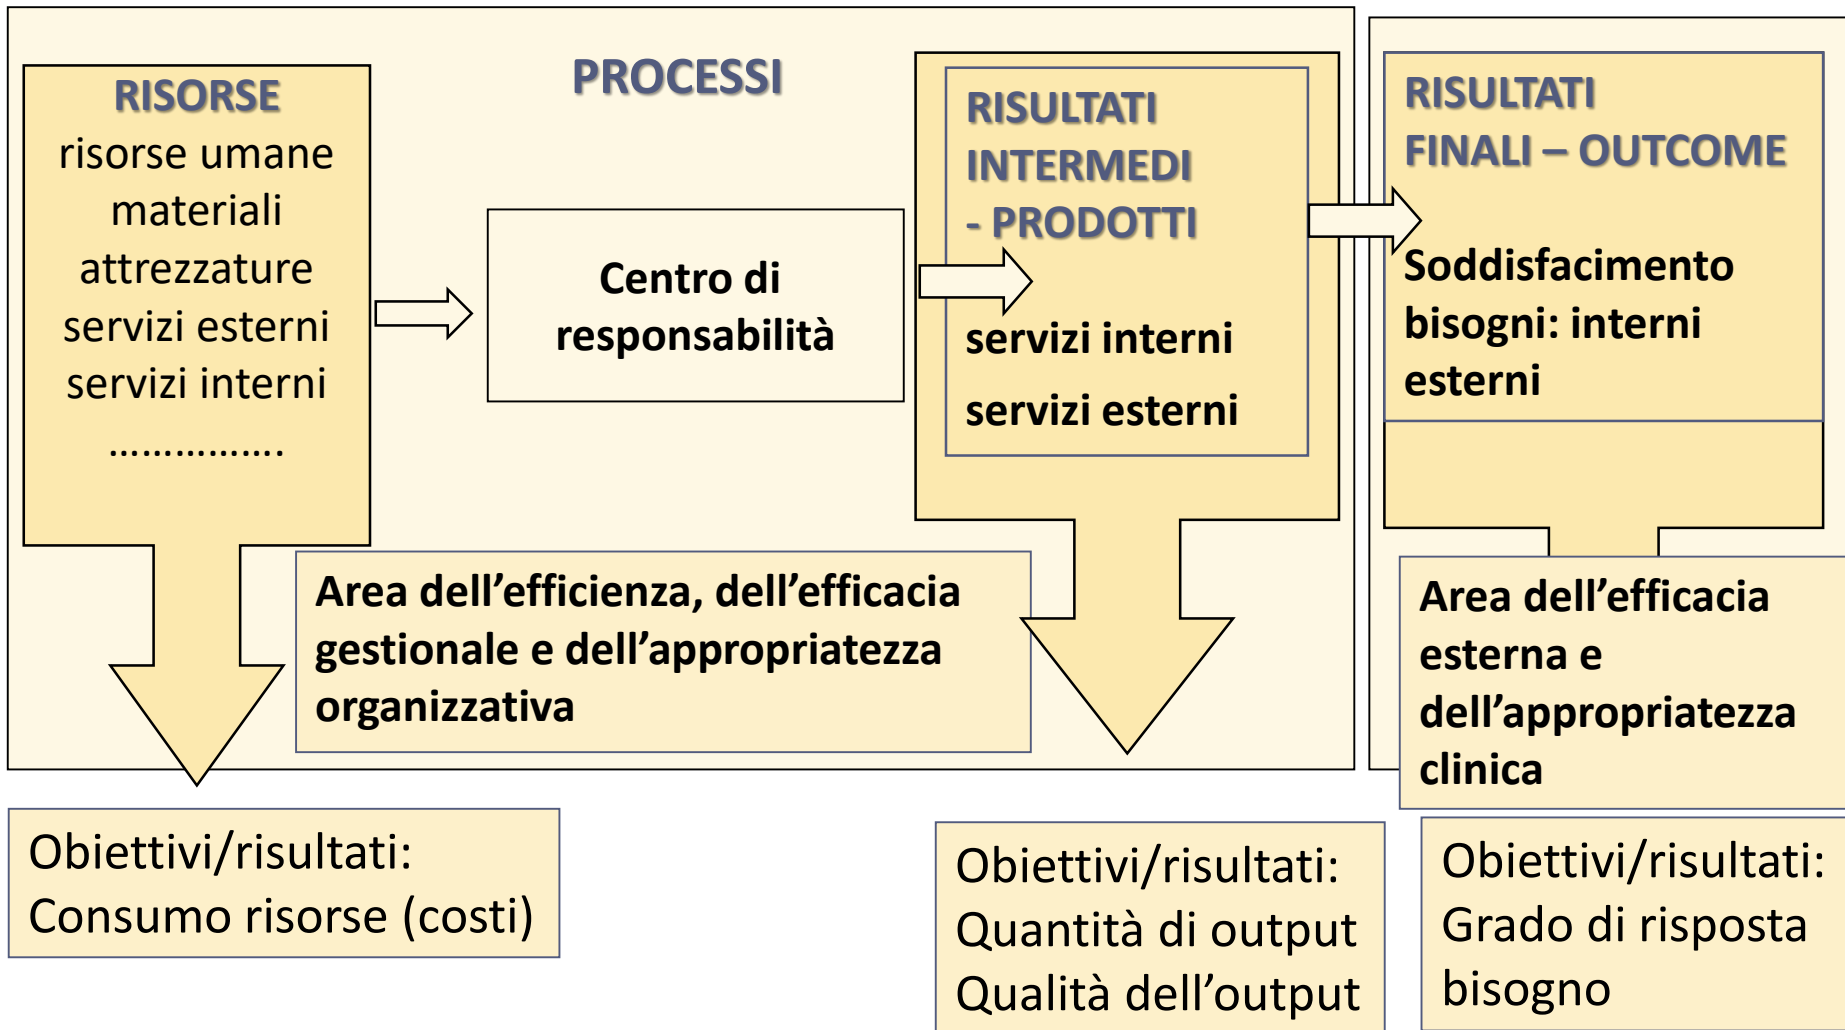 PROCESSI
RISORSE
risorse umane
materiali
attrezzature
servizi esterni
servizi interni
…………….
Centro di
responsabilità
RISULTATI
INTERMEDI
- PRODOTTI
servizi interni
servizi esterni
RISULTATI
FINALI – OUTCOME
Soddisfacimento
bisogni: interni
esterni
Area dell’efficienza, dell’efficacia
gestionale e dell’appropriatezza
organizzativa
Area dell’efficacia
esterna e
dell’appropriatezza
clinica
Obiettivi/risultati:
Consumo risorse (costi)
Obiettivi/risultati:
Quantità di output
Qualità dell’output
Obiettivi/risultati:
Grado di risposta
bisogno